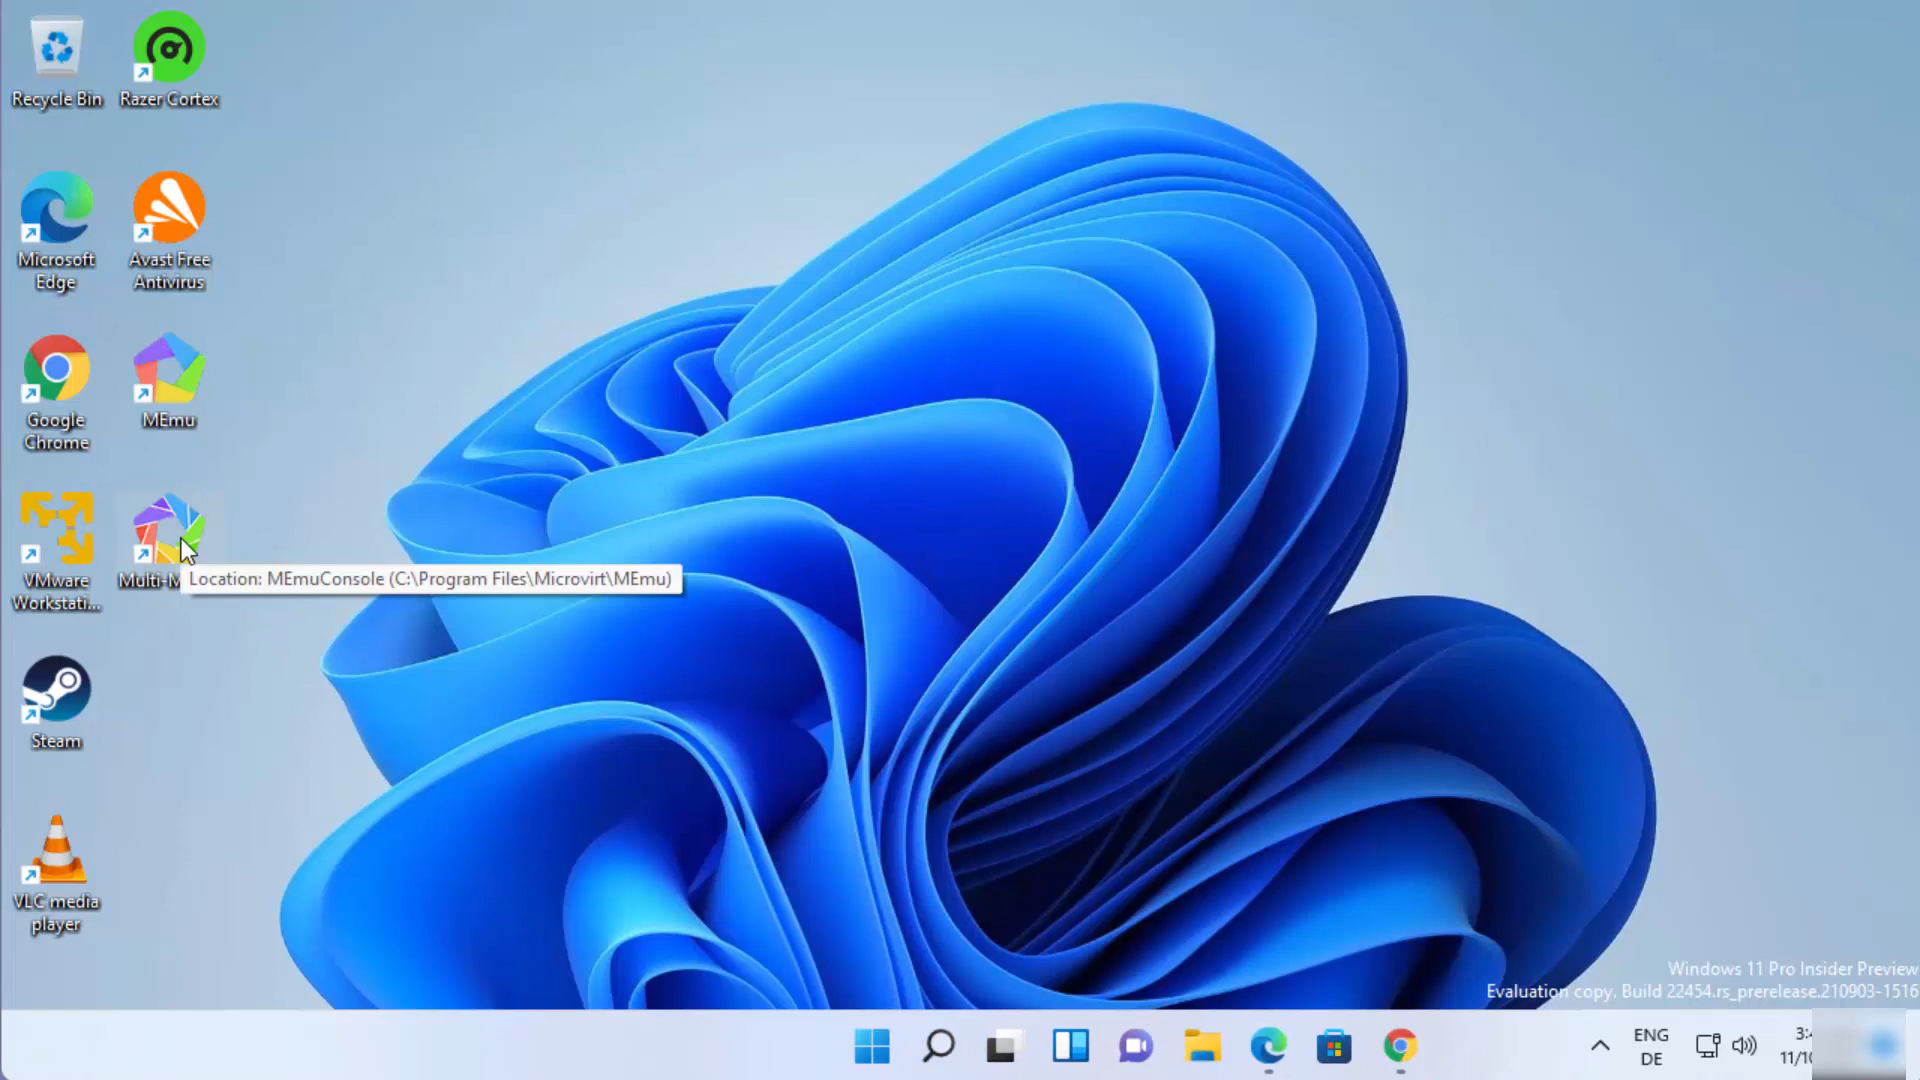 Recycle Bin
Razer Cortex
Microsoft
Edge
Avast Free
Antivirus
Google
Chrome
MEmu
VMware
Workstati...
Location: MEmuConsole (C:\Program Files\Microvirt\MEmu)
Steam
VLC media
player
Windows 11 Pro Insider Preview
Evaluation copy. Build 22454.rs_prerelease.210903-1516
ENG
DE